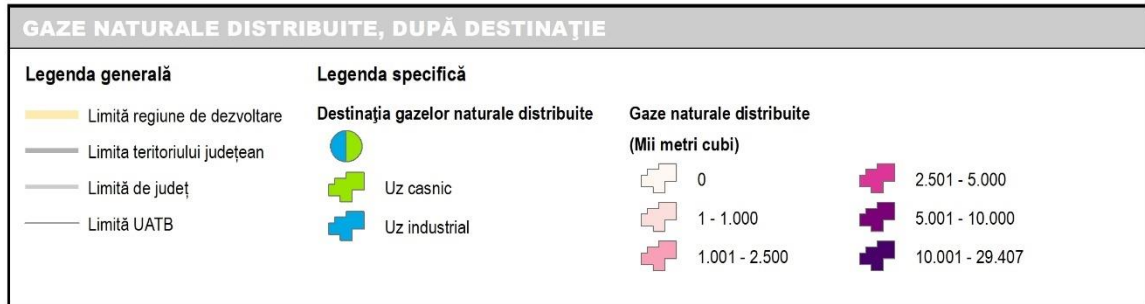 GAZE NATURALE DISTRIBUITE, DUPĂ DESTINAŢIE
Legenda generală
Limită regiune de dezvoltare
Limita teritoriului județean
Limită de județ
Limită UATB
Legenda specifică
Destinaţia gazelor naturale distribuite
Uz casnic
Uz industrial
Gaze naturale distribuite
(Mii metri cubi)
0
1 - 1.000
1.001 - 2.500
2.501 - 5.000
5.001 - 10.000
10.001 - 29.407